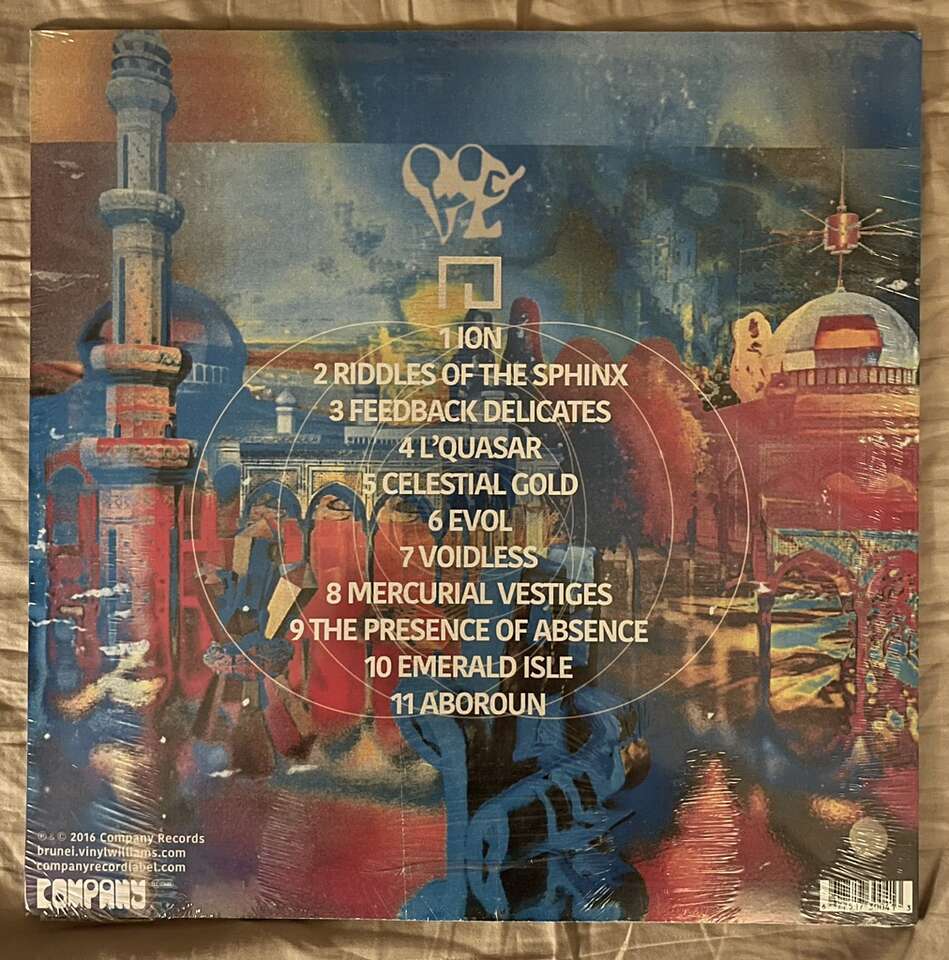 1 ION
2 RIDDLES OF THE SPHINX
3 FEEDBACK DELICATES
4 L'QUASAR
5 CELESTIAL GOLD
6 EVOL
7 VOIDLESS
8 MERCURIAL VESTIGES
9 THE PRESENCE OF ABSENCE
10 EMERALD ISLE
11 ABOROUN
℗ & © 2016 Company Records
brunei.vinylwilliams.com
companyrecordlabel.com
COMPANY